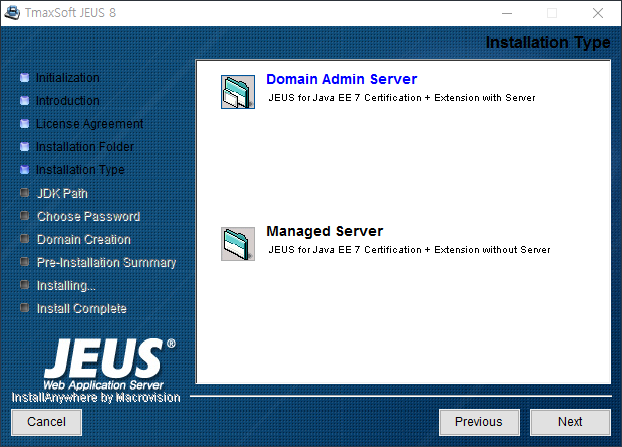 TmaxSoft JEUS 8
Installation Type
Initialization
Introduction
License Agreement
Installation Folder
Installation Type
JDK Path
Choose Password
Domain Creation
Pre-Installation Summary
Installing...
Install Complete
Domain Admin Server
JEUS for Java EE 7 Certification + Extension with Server
Managed Server
JEUS for Java EE 7 Certification + Extension without Server
JEUS®
Web Application Server
InstallAnywhere by Macrovision
Cancel
Previous
Next